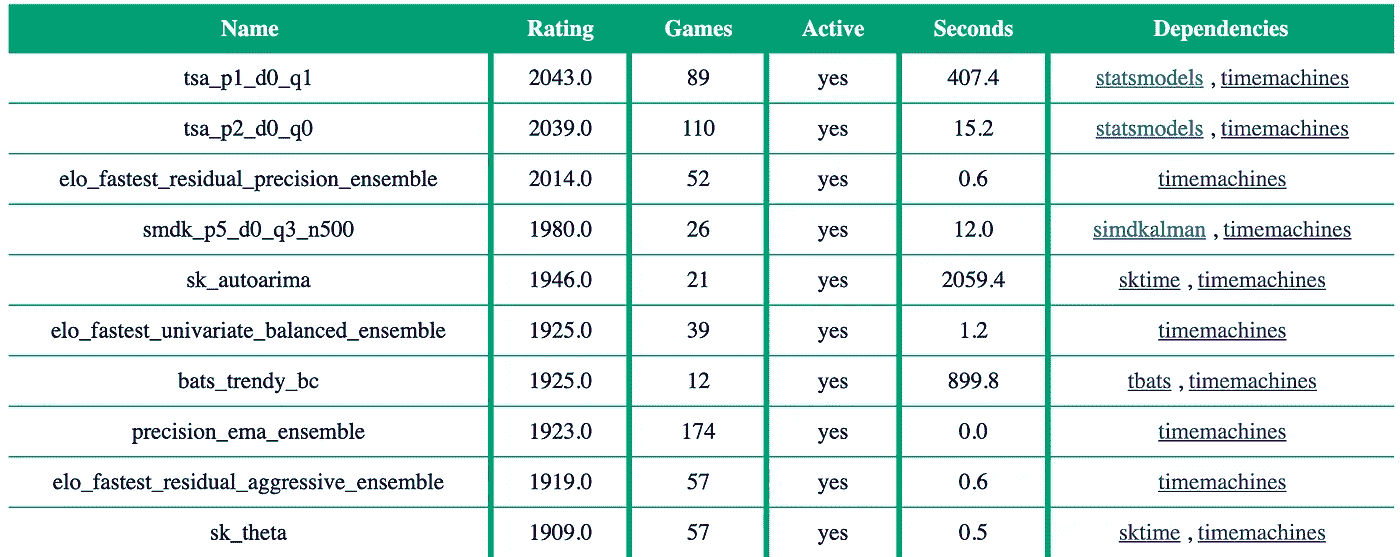 Name Rating Games Active Seconds Dependencies
tsa_p1_d0_q1 2043.0 89 yes 407.4 statsmodels , timemachines
tsa_p2_d0_q0 2039.0 110 yes 15.2 statsmodels , timemachines
elo_fastest_residual_precision_ensemble 2014.0 52 yes 0.6 timemachines
smdk_p5_d0_q3_n500 1980.0 26 yes 12.0 simdkalman , timemachines
sk_autoarima 1946.0 21 yes 2059.4 sktime , timemachines
elo_fastest_univariate_balanced_ensemble 1925.0 39 yes 1.2 timemachines
bats_trendy_bc 1925.0 12 yes 899.8 tbats , timemachines
precision_ema_ensemble 1923.0 174 yes 0.0 timemachines
elo_fastest_residual_aggressive_ensemble 1919.0 57 yes 0.6 timemachines
sk_theta 1909.0 57 yes 0.5 sktime , timemachines